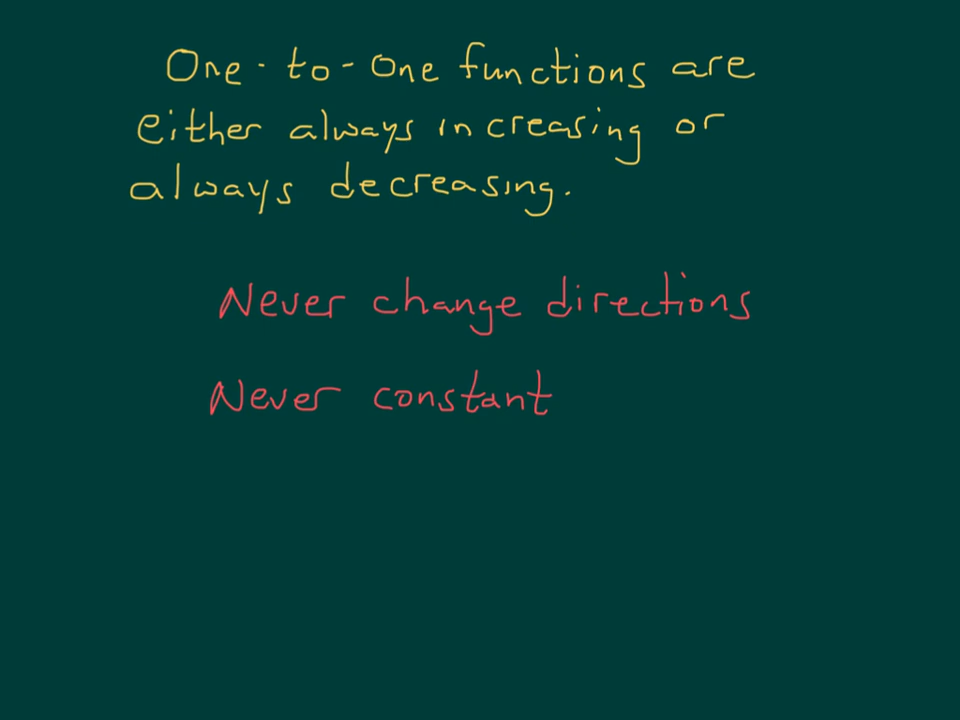 One-to-one functions are
either always increasing or
always decreasing.
Never change directions
Never constant